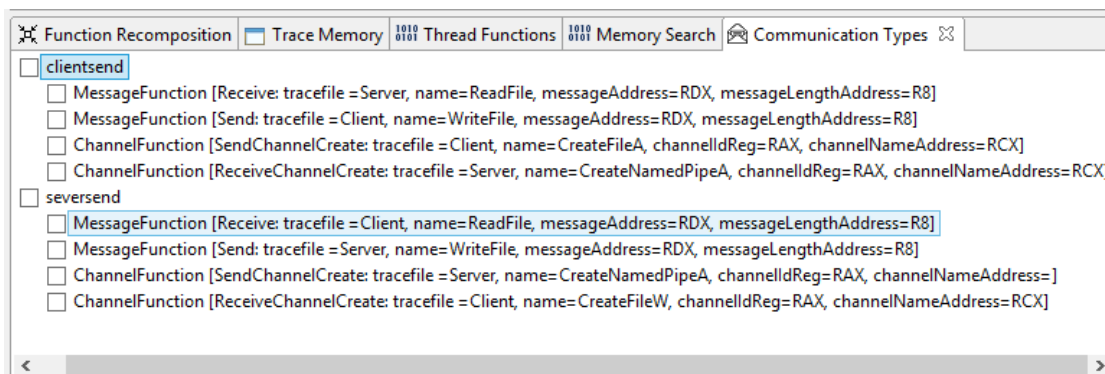 Function Recomposition Trace Memory 1010 0101 Thread Functions 1010 0101 Memory Search Communication Types
clientsend
MessageFunction [Receive: tracefile =Server, name=ReadFile, messageAddress=RDX, messageLengthAddress=R8]
MessageFunction [Send: tracefile =Client, name=WriteFile, messageAddress=RDX, messageLengthAddress=R8]
ChannelFunction [SendChannelCreate: tracefile =Client, name=CreateFileA, channelIdReg=RAX, channelNameAddress=RCX]
ChannelFunction [ReceiveChannelCreate: tracefile =Server, name=CreateNamedPipeA, channelIdReg=RAX, channelNameAddress=RCX]
seversend
MessageFunction [Receive: tracefile =Client, name=ReadFile, messageAddress=RDX, messageLengthAddress=R8]
MessageFunction [Send: tracefile =Server, name=WriteFile, messageAddress=RDX, messageLengthAddress=R8]
ChannelFunction [SendChannelCreate: tracefile =Server, name=CreateNamedPipeA, channelIdReg=RAX, channelNameAddress=]
ChannelFunction [ReceiveChannelCreate: tracefile =Client, name=CreateFileW, channelIdReg=RAX, channelNameAddress=RCX]